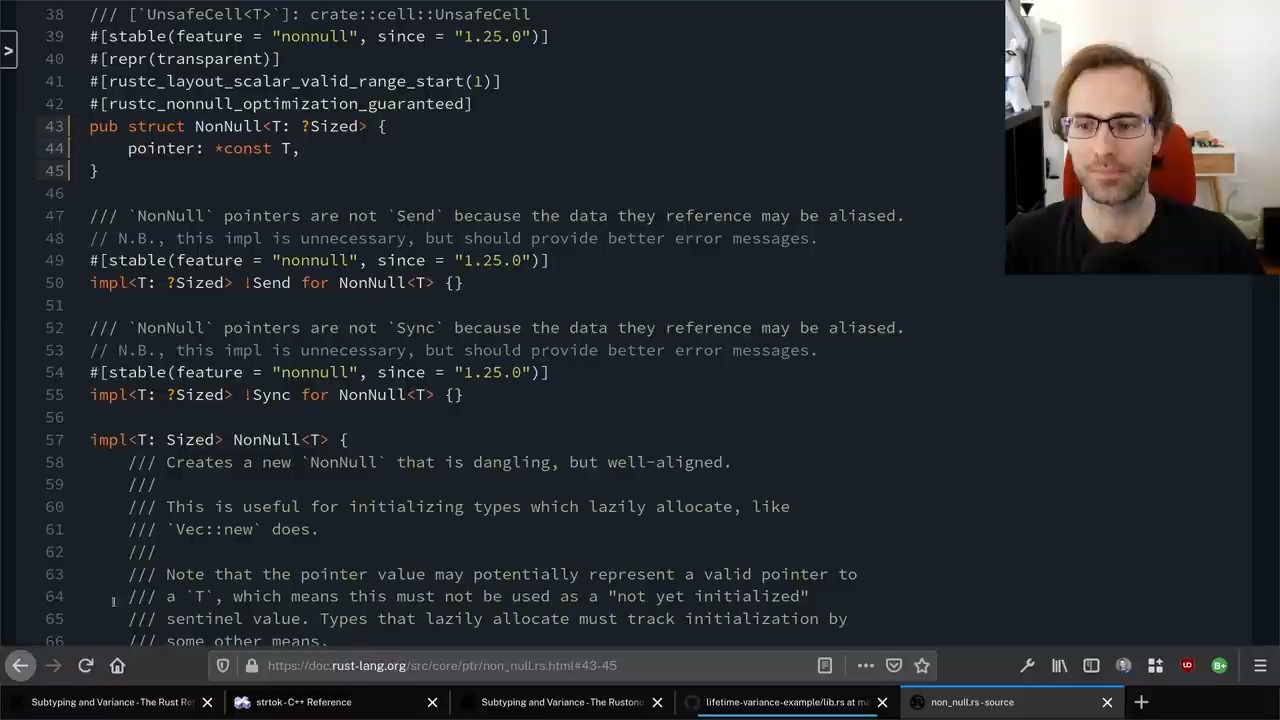 38 /// [`UnsafeCell<T>`]: crate::cell::UnsafeCell
39 #[stable(feature = "nonnull", since = "1.25.0")]
40 #[repr(transparent)]
41 #[rustc_layout_scalar_valid_range_start(1)]
42 #[rustc_nonnull_optimization_guaranteed]
43 pub struct NonNull<T: ?Sized> {
44     pointer: *const T,
45 }
46
47 /// `NonNull` pointers are not `Send` because the data they reference may be aliased.
48 // N.B., this impl is unnecessary, but should provide better error messages.
49 #[stable(feature = "nonnull", since = "1.25.0")]
50 impl<T: ?Sized> !Send for NonNull<T> {}
51
52 /// `NonNull` pointers are not `Sync` because the data they reference may be aliased.
53 // N.B., this impl is unnecessary, but should provide better error messages.
54 #[stable(feature = "nonnull", since = "1.25.0")]
55 impl<T: ?Sized> !Sync for NonNull<T> {}
56
57 impl<T: Sized> NonNull<T> {
58     /// Creates a new `NonNull` that is dangling, but well-aligned.
59     ///
60     /// This is useful for initializing types which lazily allocate, like
61     /// `Vec::new` does.
62     ///
63     /// Note that the pointer value may potentially represent a valid pointer to
64     /// a `T`, which means this must not be used as a "not yet initialized"
65     /// sentinel value. Types that lazily allocate must track initialization by
66     /// some other means.
https://doc.rust-lang.org/src/core/ptr/non_null.rs.html#43-45
Subtyping and Variance - The Rust Re
strtok - C++ Reference
Subtyping and Variance - The Rustono
lifetime-variance-example/lib.rs at ma
non_null.rs - source